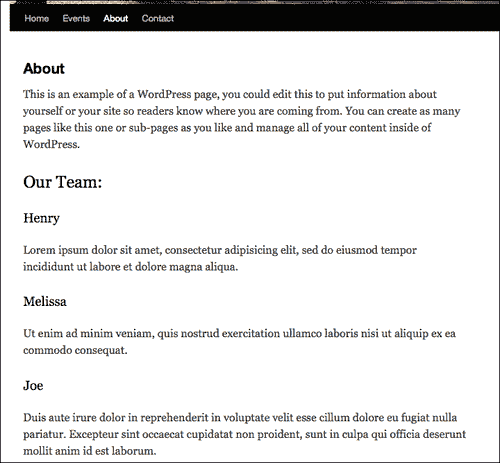 Home Events About Contact
About
This is an example of a WordPress page, you could edit this to put information about
yourself or your site so readers know where you are coming from. You can create as many
pages like this one or sub-pages as you like and manage all of your content inside of
WordPress.
Our Team:
Henry
Lorem ipsum dolor sit amet, consectetur adipisicing elit, sed do eiusmod tempor
incididunt ut labore et dolore magna aliqua.
Melissa
Ut enim ad minim veniam, quis nostrud exercitation ullamco laboris nisi ut aliquip ex ea
commodo consequat.
Joe
Duis aute irure dolor in reprehenderit in voluptate velit esse cillum dolore eu fugiat nulla
pariatur. Excepteur sint occaecat cupidatat non proident, sunt in culpa qui officia deserunt
mollit anim id est laborum.